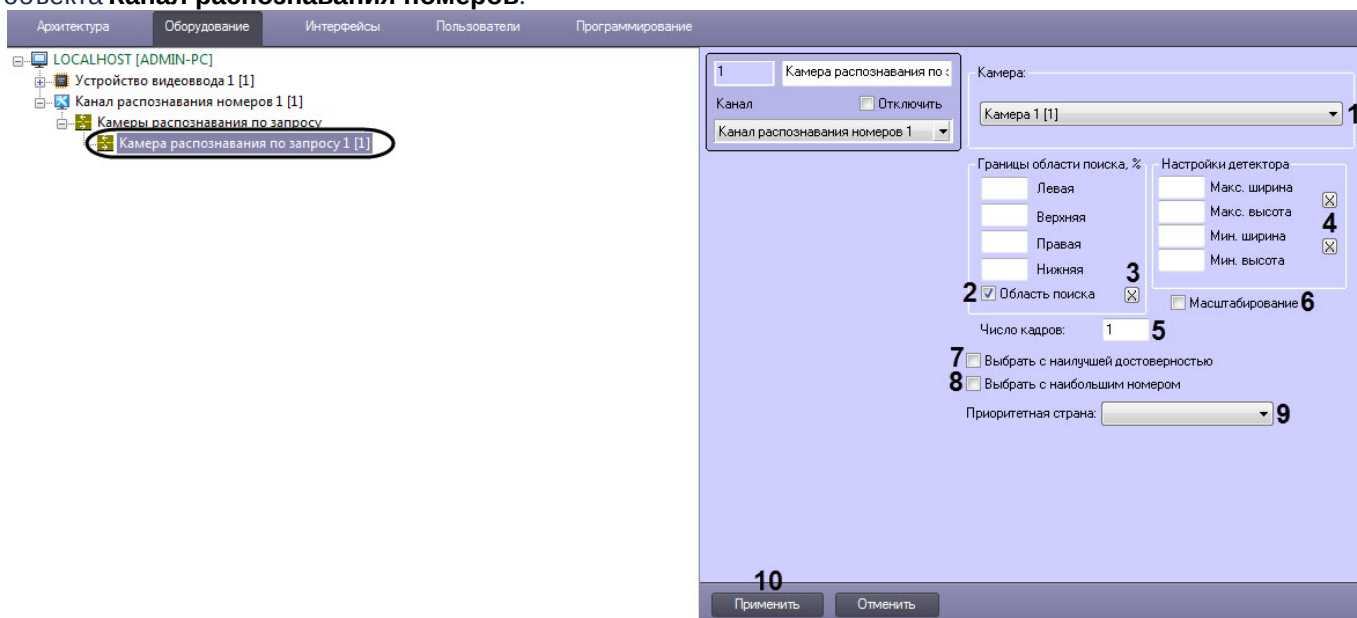 объекта Канал распознавания номеров.
Архитектура Оборудование Интерфейсы Пользователи Программирование
LOCALHOST [ADMIN-PC]
Устройство видеоввода 1 [1]
Канал распознавания номеров 1 [1]
Камеры распознавания по запросу
Камера распознавания по запросу 1 [1]
1 Камера распознавания по з
Канал Отключить
Канал распознавания номеров 1
Камера:
Камера 1 [1] 1
Границы области поиска, %
Левая
Верхняя
Правая
Нижняя
3
2 Область поиска
Настройки детектора
Макс. ширина
Макс. высота
4
Мин. ширина
Мин. высота
Масштабирование 6
Число кадров: 1 5
7 Выбрать с наилучшей достоверностью
8 Выбрать с наибольшим номером
Приоритетная страна: 9
10
Применить Отменить